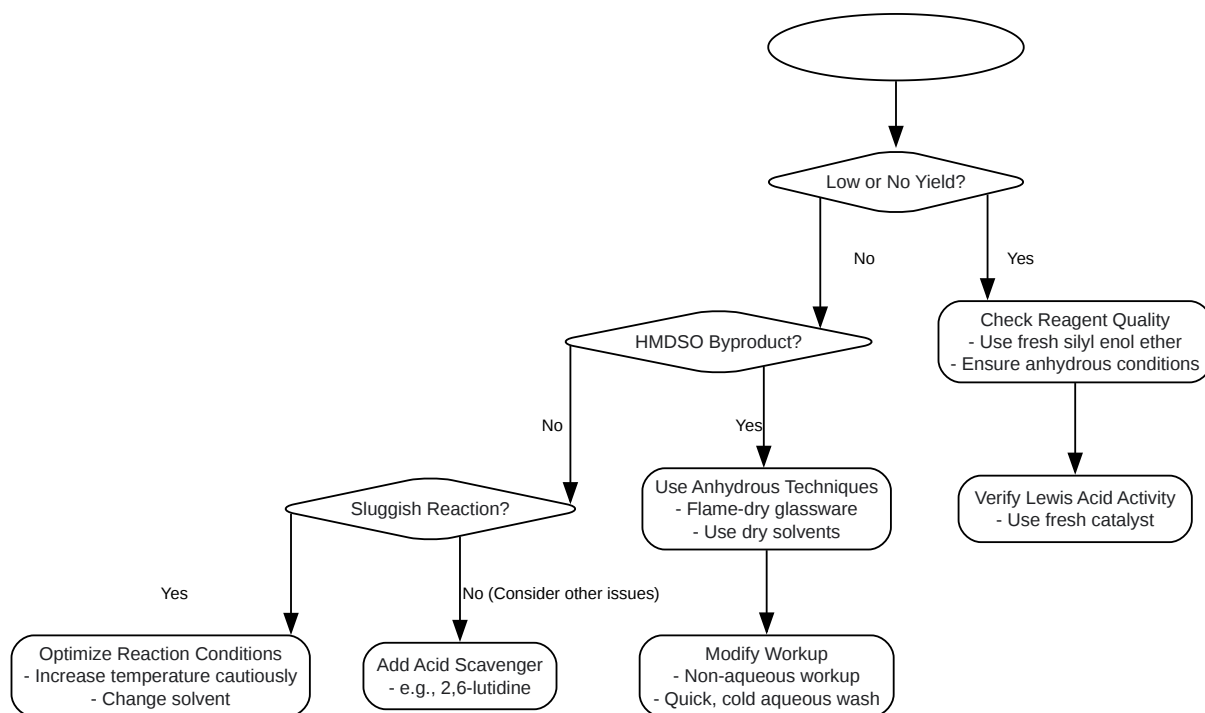 Low or No Yield?
No
Yes
Check Reagent Quality
- Use fresh silyl enol ether
- Ensure anhydrous conditions
HMDSO Byproduct?
No
Yes
Use Anhydrous Techniques
- Flame-dry glassware
- Use dry solvents
Verify Lewis Acid Activity
- Use fresh catalyst
Sluggish Reaction?
Yes
No (Consider other issues)
Optimize Reaction Conditions
- Increase temperature cautiously
- Change solvent
Add Acid Scavenger
- e.g., 2,6-lutidine
Modify Workup
- Non-aqueous workup
- Quick, cold aqueous wash